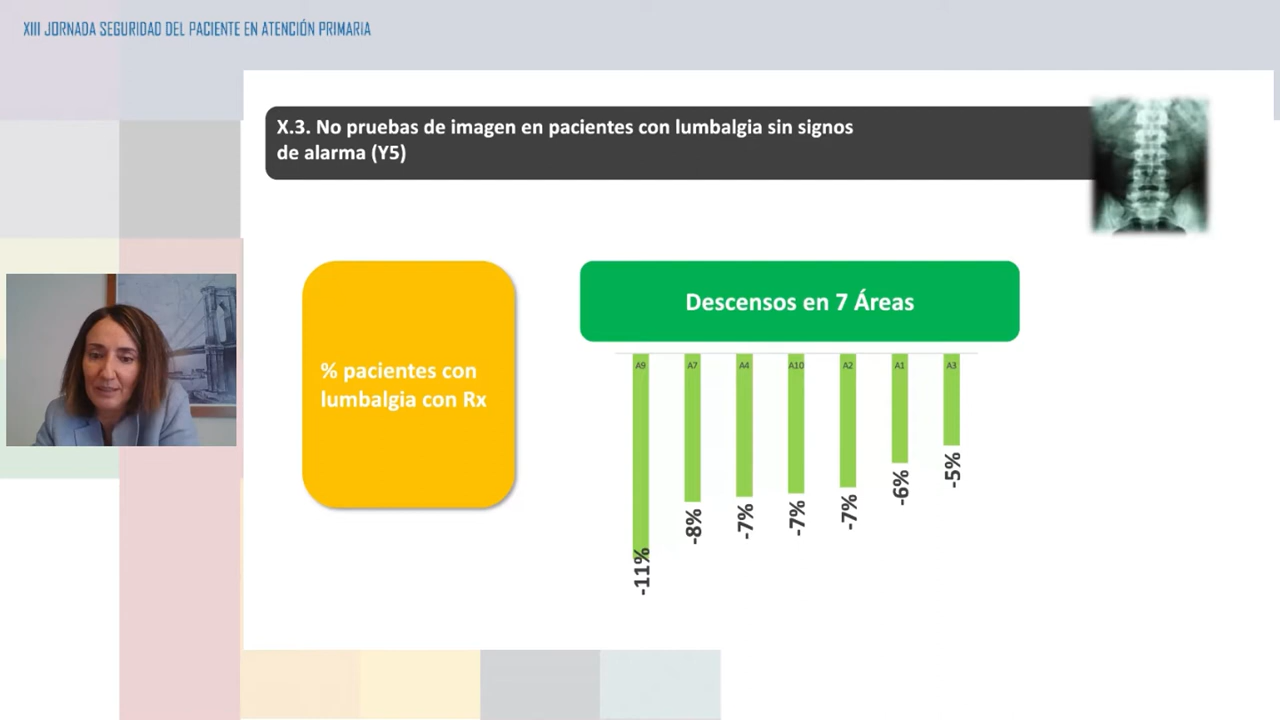 XIII JORNADA SEGURIDAD DEL PACIENTE EN ATENCIÓN PRIMARIA
X.3. No pruebas de imagen en pacientes con lumbalgia sin signos
de alarma (Y5)
% pacientes con
lumbalgia con Rx
Descensos en 7 Áreas
A9 A7 A4 A10 A2 A1 A3
-11% -8% -7% -7% -7% -6% -5%